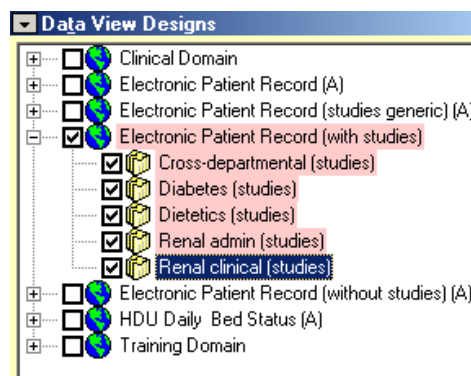 Data View Designs
Clinical Domain
Electronic Patient Record (A)
Electronic Patient Record (studies generic) (A)
Electronic Patient Record (with studies)
Cross-departmental (studies)
Diabetes (studies)
Dietetics (studies)
Renal admin (studies)
Renal clinical (studies)
Electronic Patient Record (without studies) (A)
HDU Daily  Bed Status (A)
Training Domain